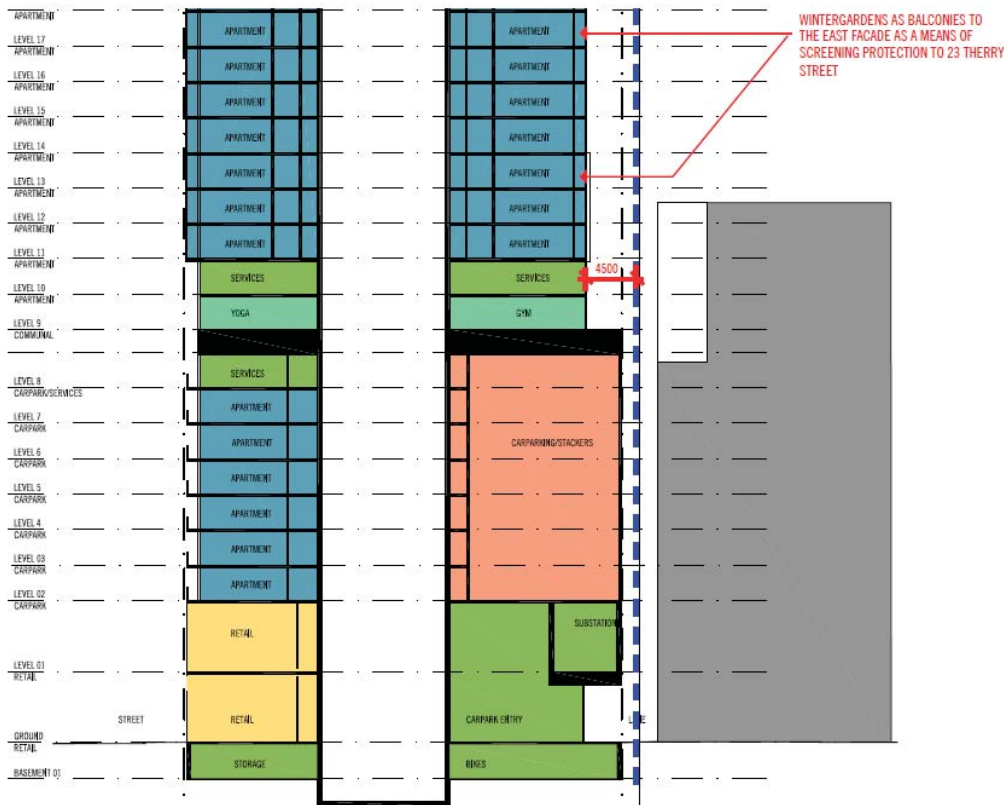 APARTMENT
LEVEL 17
APARTMENT
LEVEL 16
APARTMENT
LEVEL 15
APARTMENT
LEVEL 14
APARTMENT
LEVEL 13
APARTMENT
LEVEL 12
APARTMENT
LEVEL 11
APARTMENT
LEVEL 10
APARTMENT
LEVEL 9
COMMUNAL
LEVEL 8
CARPARK/SERVICES
LEVEL 7
CARPARK
LEVEL 6
CARPARK
LEVEL 5
CARPARK
LEVEL 4
CARPARK
LEVEL 03
CARPARK
LEVEL 02
CARPARK
LEVEL 01
RETAIL
GROUND
RETAIL
BASEMENT 01
STREET
APARTMENT
APARTMENT
APARTMENT
APARTMENT
APARTMENT
APARTMENT
APARTMENT
SERVICES
YOGA
SERVICES
APARTMENT
APARTMENT
APARTMENT
APARTMENT
APARTMENT
APARTMENT
RETAIL
RETAIL
STORAGE
APARTMENT
APARTMENT
APARTMENT
APARTMENT
APARTMENT
APARTMENT
APARTMENT
SERVICES
GYM
CARPARKING/STACKERS
SUBSTATION
CARPARK ENTRY
BIKES
4500
WINTERGARDENS AS BALCONIES TO
THE EAST FACADE AS A MEANS OF
SCREENING PROTECTION TO 23 THERRY
STREET